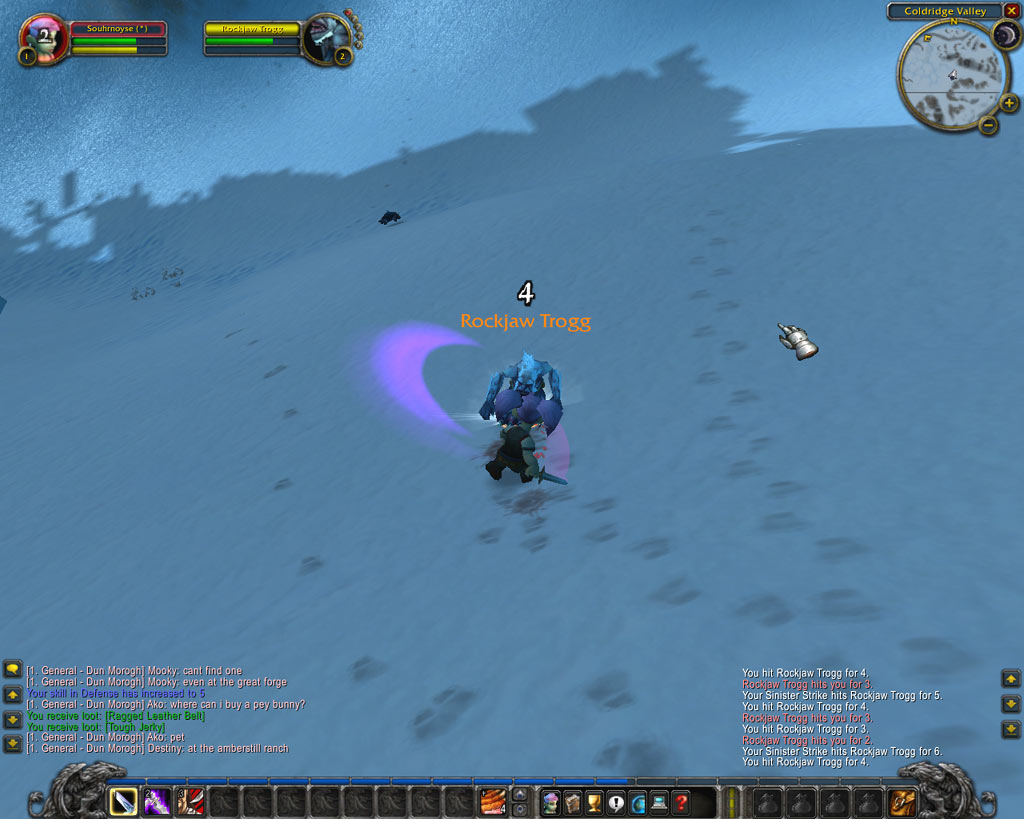 Souhrnoyse (*)
2
1
Rockjaw Trogg
2
Coldridge Valley
N
4
Rockjaw Trogg
[1. General - Dun Morogh] Mooky: cant find one
[1. General - Dun Morogh] Mooky: even at the great forge
Your skill in Defense has increased to 5
[1. General - Dun Morogh] Ako: where can i buy a pey bunny?
You receive loot: [Ragged Leather Belt]
You receive loot: [Tough Jerky]
[1. General - Dun Morogh] Ako: pet
[1. General - Dun Morogh] Destiny: at the amberstill ranch
You hit Rockjaw Trogg for 4.
Rockjaw Trogg hits you for 3.
Your Sinister Strike hits Rockjaw Trogg for 5.
You hit Rockjaw Trogg for 4.
Rockjaw Trogg hits you for 3.
You hit Rockjaw Trogg for 3.
Rockjaw Trogg hits you for 2.
Your Sinister Strike hits Rockjaw Trogg for 6.
You hit Rockjaw Trogg for 4.
2
3
4